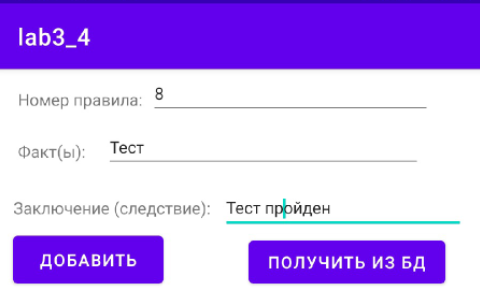 lab3_4
Номер правила: 8
Факт(ы): Тест
Заключение (следствие): Тест пройден
ДОБАВИТЬ ПОЛУЧИТЬ ИЗ БД